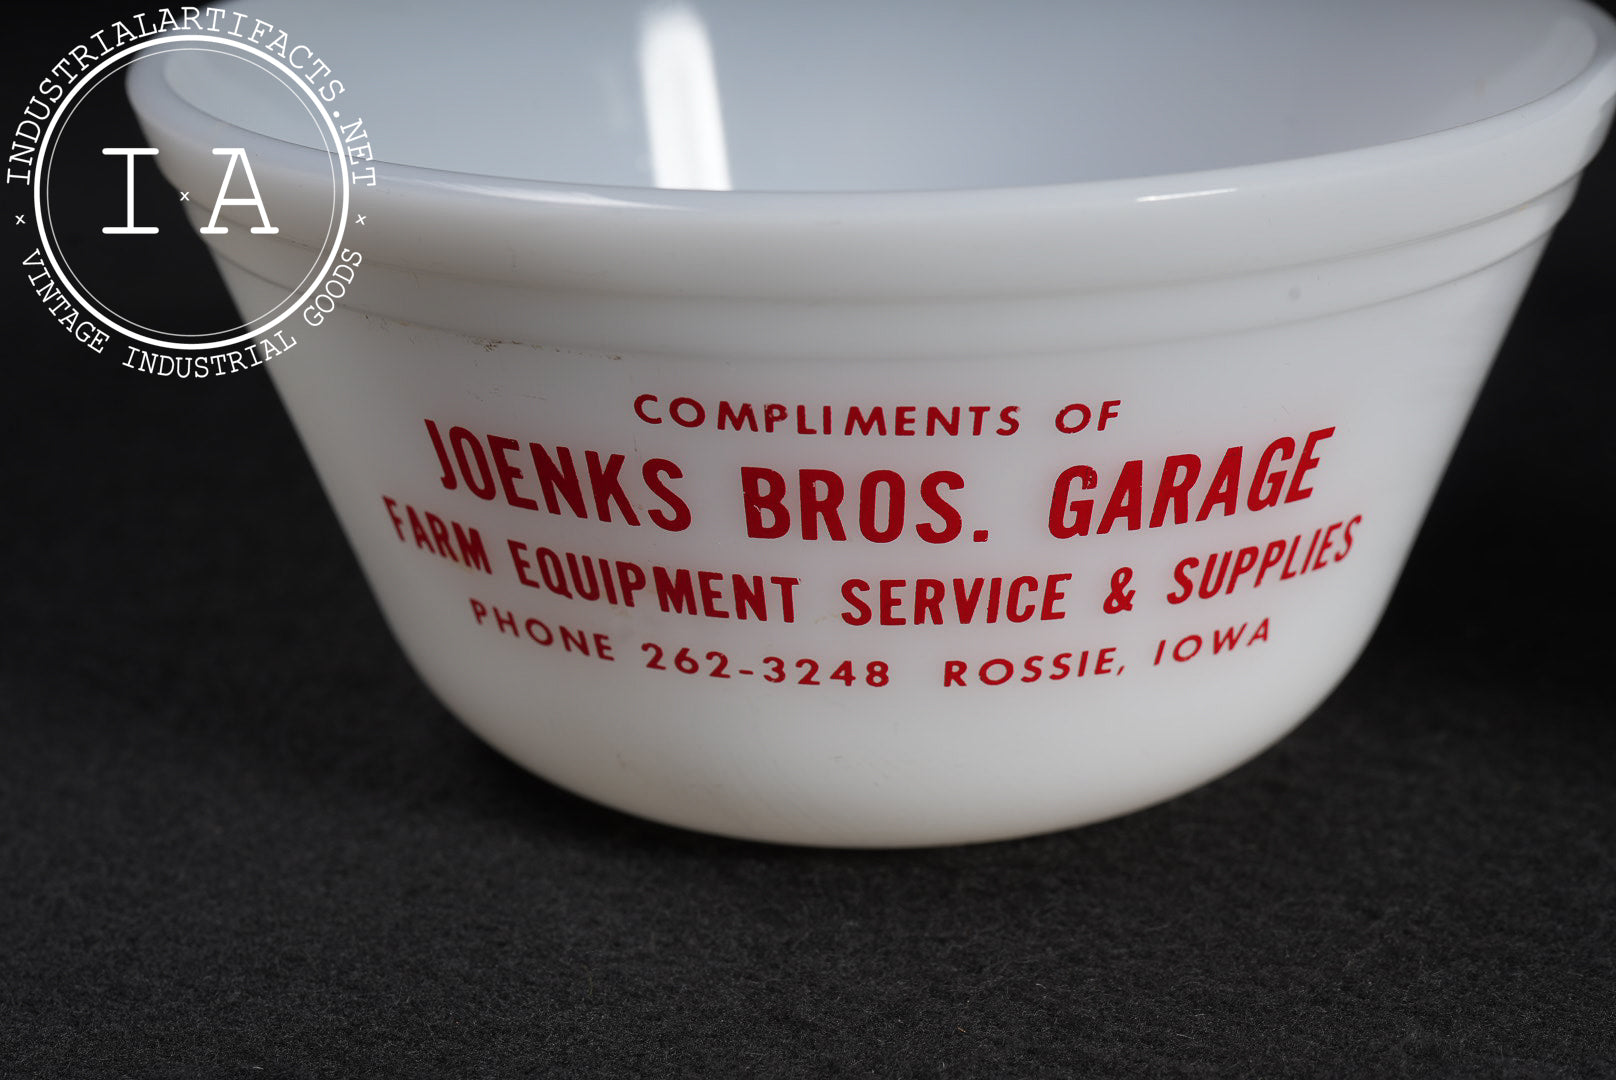 INDUSTRIALARTIFACTS.NET
I x A
x x
VINTAGE INDUSTRIAL GOODS
COMPLIMENTS OF
JOENKS BROS. GARAGE
FARM EQUIPMENT SERVICE & SUPPLIES
PHONE 262-3248 ROSSIE, IOWA